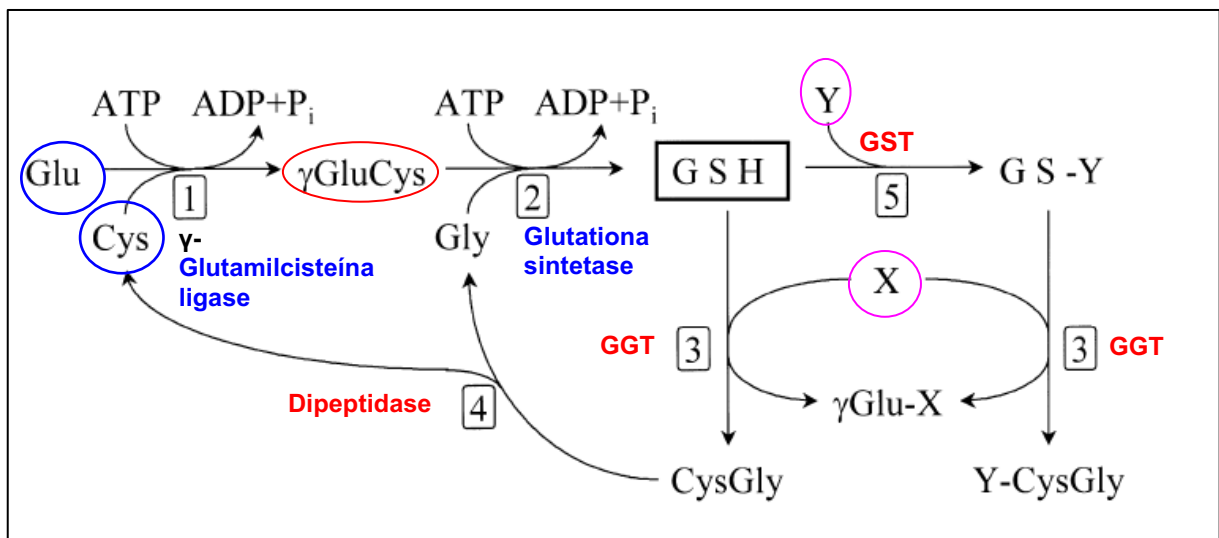 ATP ADP+Pi ATP ADP+Pi Y
GST
Glu γGluCys G S H G S -Y
1 2 5
Cys γ- Gly Glutationa
Glutamilcisteína sintetase
ligase
X
GGT 3 3 GGT
Dipeptidase 4 γGlu-X
CysGly Y-CysGly